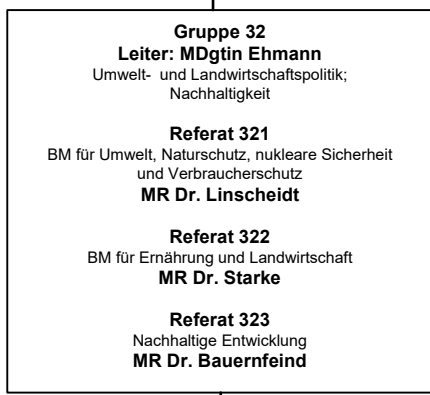 Gruppe 32
Leiter: MDgtin Ehmann
Umwelt- und Landwirtschaftspolitik;
Nachhaltigkeit
Referat 321
BM für Umwelt, Naturschutz, nukleare Sicherheit
und Verbraucherschutz
MR Dr. Linscheidt
Referat 322
BM für Ernährung und Landwirtschaft
MR Dr. Starke
Referat 323
Nachhaltige Entwicklung
MR Dr. Bauernfeind